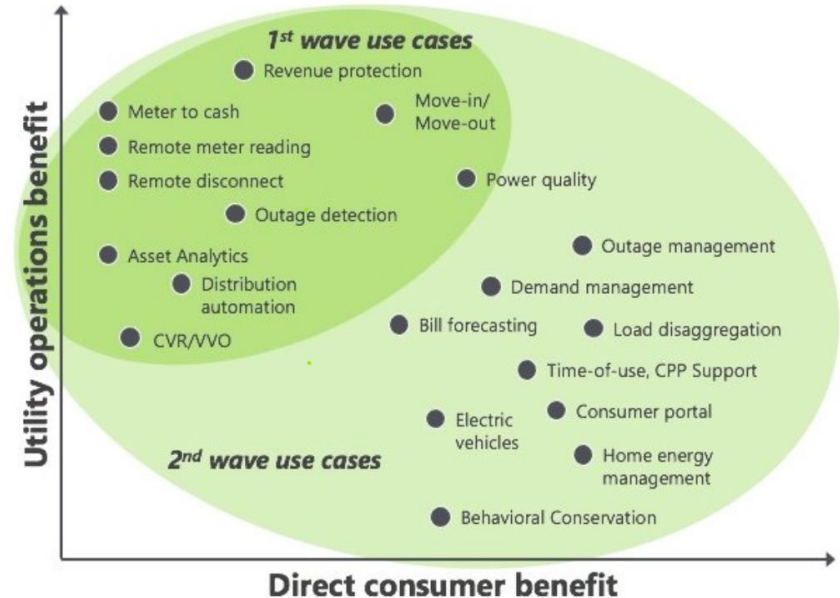 1st wave use cases
Revenue protection
Meter to cash
Move-in/
Move-out
Remote meter reading
Remote disconnect
Power quality
Outage detection
Outage management
Asset Analytics
Distribution
automation
Demand management
Bill forecasting
Load disaggregation
CVR/VVO
Time-of-use, CPP Support
Consumer portal
Electric
vehicles
Home energy
management
2nd wave use cases
Behavioral Conservation
Utility operations benefit
Direct consumer benefit